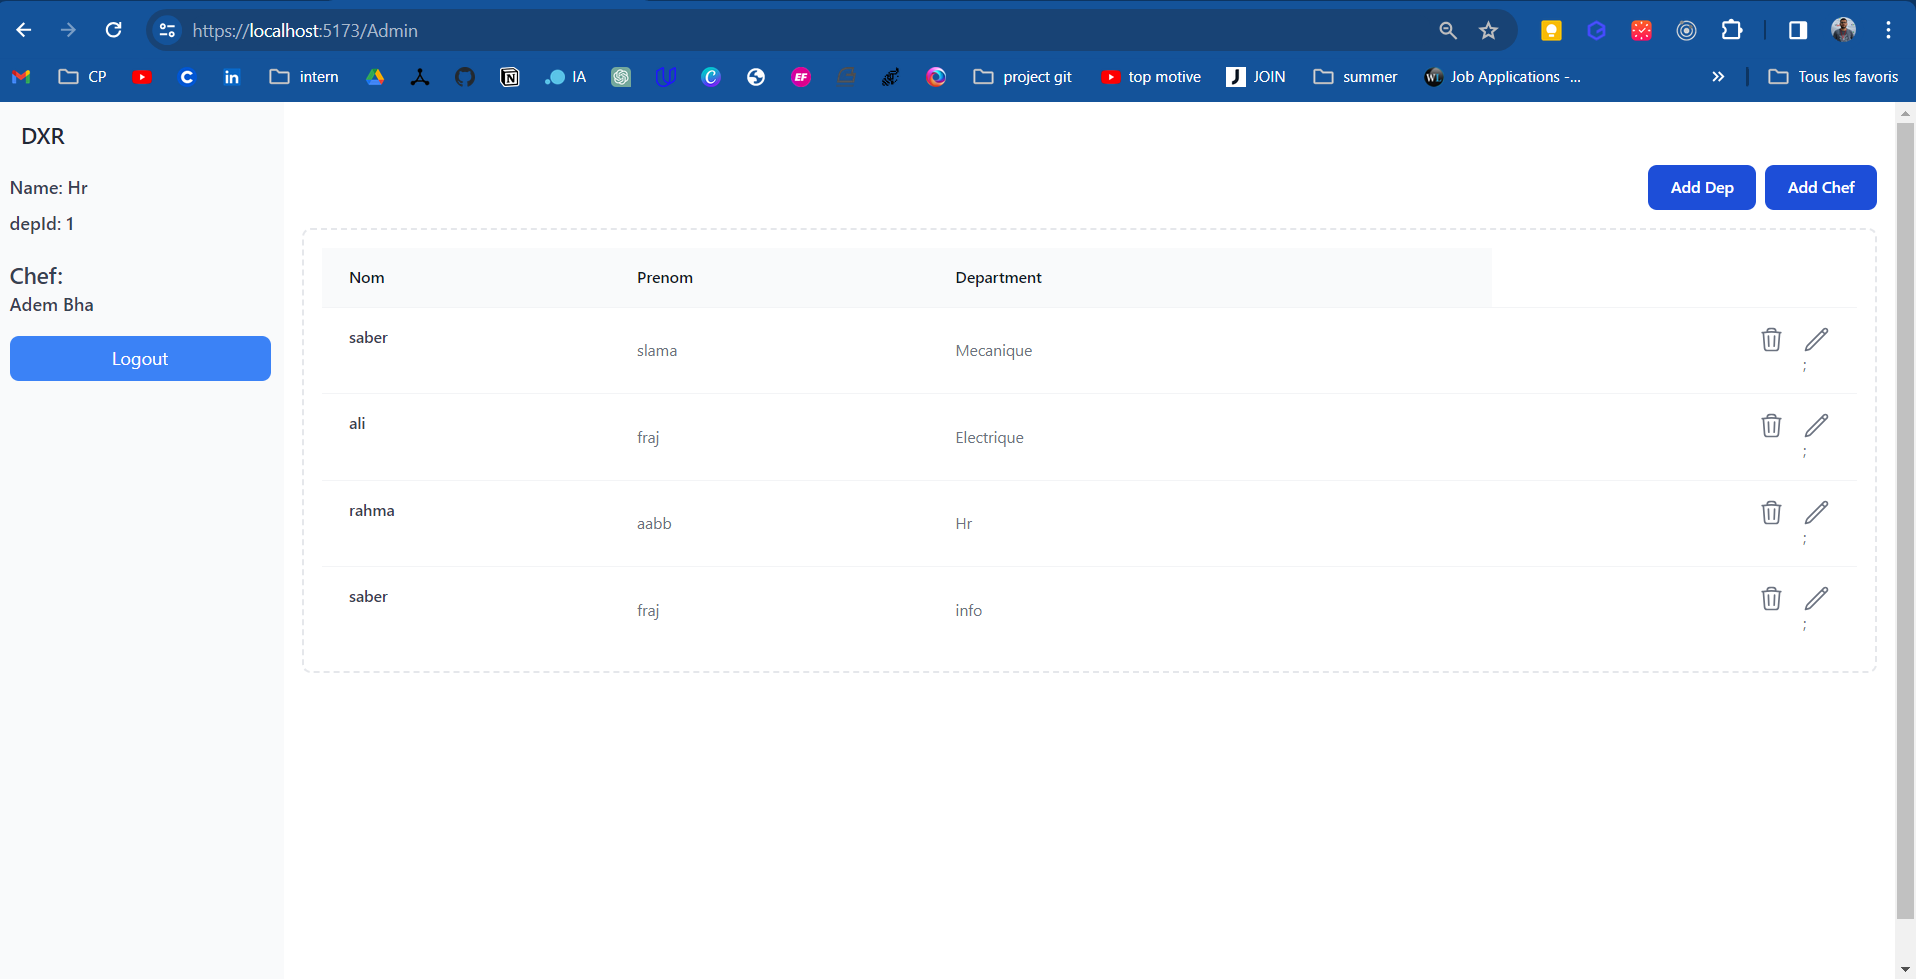 https://localhost:5173/Admin
CP intern IA EF project git top motive JOIN summer Job Applications -... Tous les favoris
DXR
Name: Hr
depId: 1
Chef:
Adem Bha
Logout
Add Dep Add Chef
Nom Prenom Department
saber slama Mecanique
;
ali fraj Electrique
;
rahma aabb Hr
;
saber fraj info
;